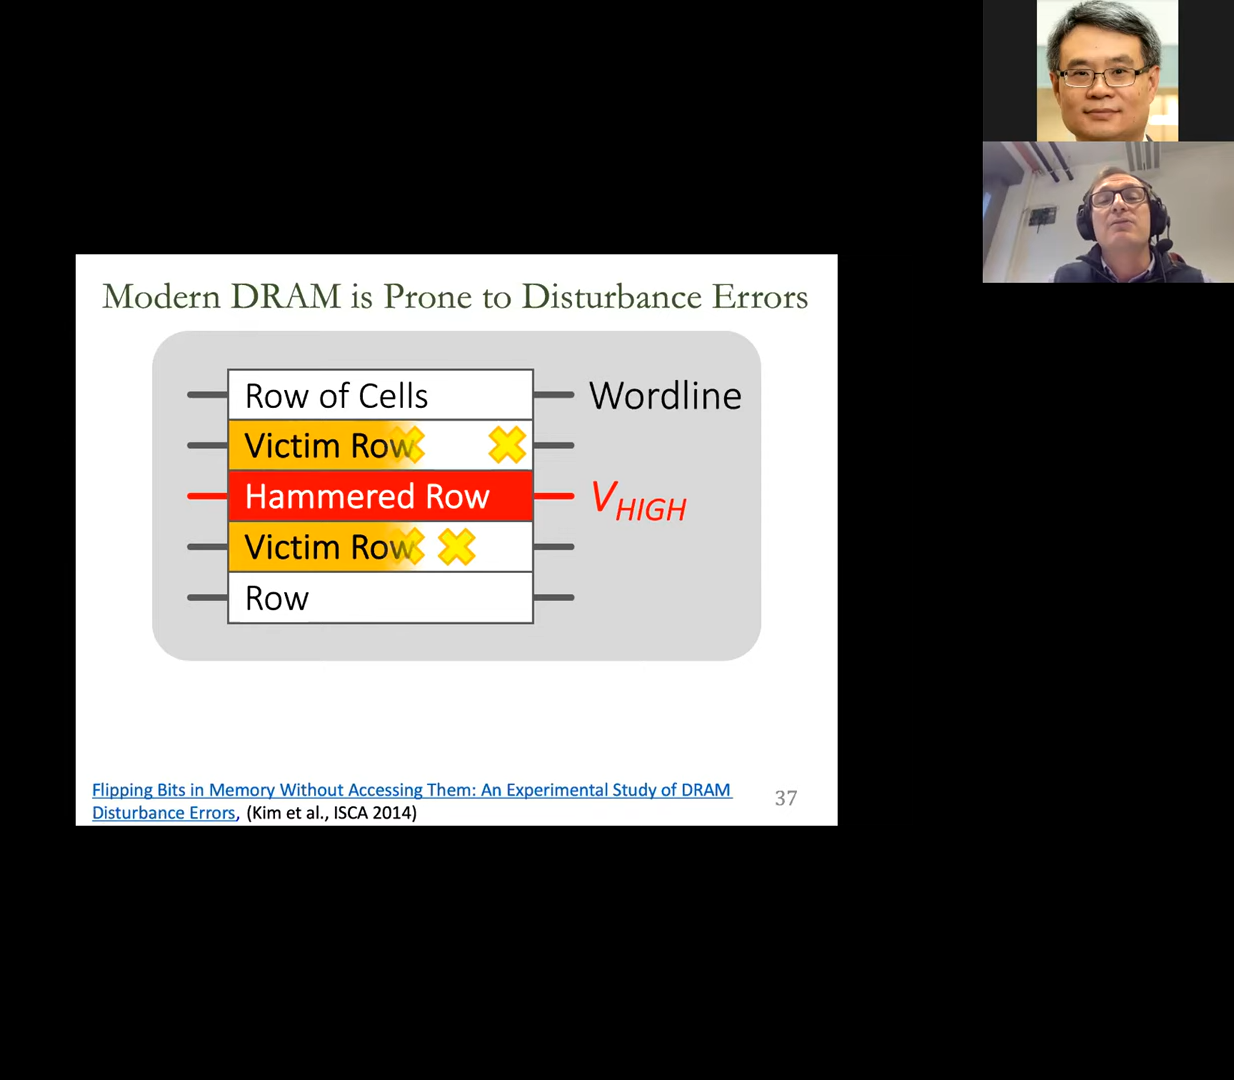 Modern DRAM is Prone to Disturbance Errors
Row of Cells
Wordline
Victim Row
Hammered Row
VHIGH
Victim Row
Row
Flipping Bits in Memory Without Accessing Them: An Experimental Study of DRAM
Disturbance Errors, (Kim et al., ISCA 2014)
37